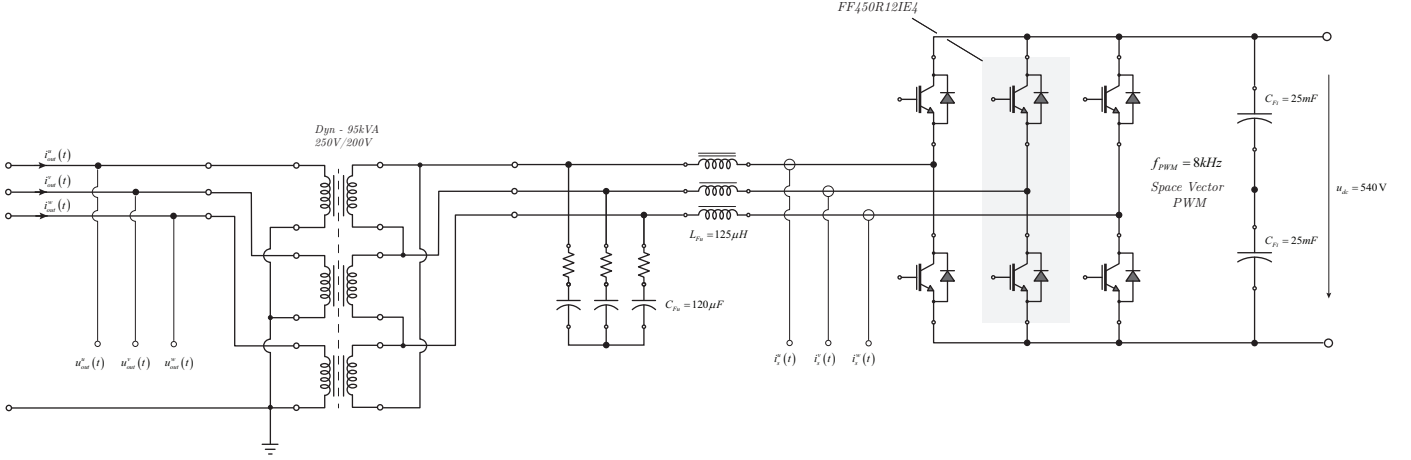 FF450R12IE4
Dyn - 95kVA
250V/200V
i^u_out(t)
i^v_out(t)
i^w_out(t)
C_Fi = 25mF
f_PWM = 8kHz
Space Vector
PWM
u_dc = 540V
L_Fu = 125μH
C_Fi = 25mF
C_Fu = 120μF
u^u_out(t) u^v_out(t) u^w_out(t)
i^u_s(t) i^v_s(t) i^w_s(t)